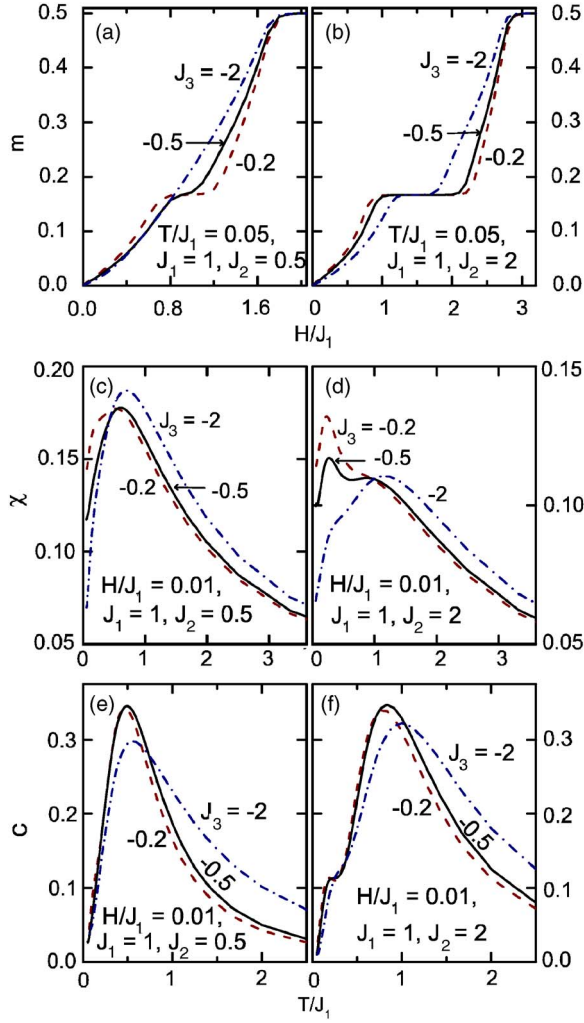 (a)
(b)
0.5
0.4
0.3
0.2
0.1
0.0
m
J3 = -2
-0.5
-0.2
T/J1 = 0.05,
J1 = 1, J2 = 0.5
0.0
0.8
1.6
J3 = -2
-0.5
-0.2
T/J1 = 0.05,
J1 = 1, J2 = 2
0
1
2
3
0.5
0.4
0.3
0.2
0.1
0.0
H/J1
(c)
(d)
0.20
0.15
0.10
0.05
χ
J3 = -2
-0.2
-0.5
H/J1 = 0.01,
J1 = 1, J2 = 0.5
0
1
2
3
J3 = -0.2
-0.5
-2
H/J1 = 0.01,
J1 = 1, J2 = 2
0
1
2
3
0.15
0.10
0.05
(e)
(f)
0.3
0.2
0.1
0.0
C
J3 = -2
-0.2
-0.5
H/J1 = 0.01,
J1 = 1, J2 = 0.5
0
1
2
J3 = -2
-0.2
-0.5
H/J1 = 0.01,
J1 = 1, J2 = 2
0
1
2
0.3
0.2
0.1
0.0
T/J1